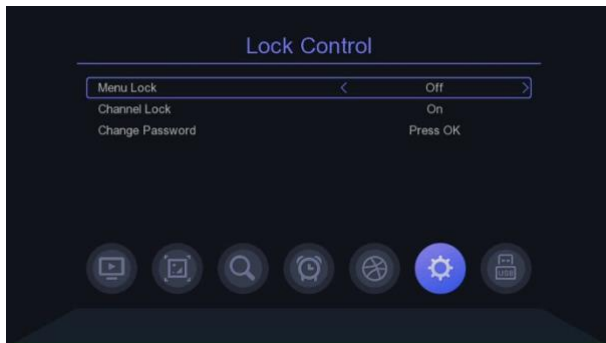 Lock Control
Menu Lock < Off >
Channel Lock On
Change Password Press OK
USB